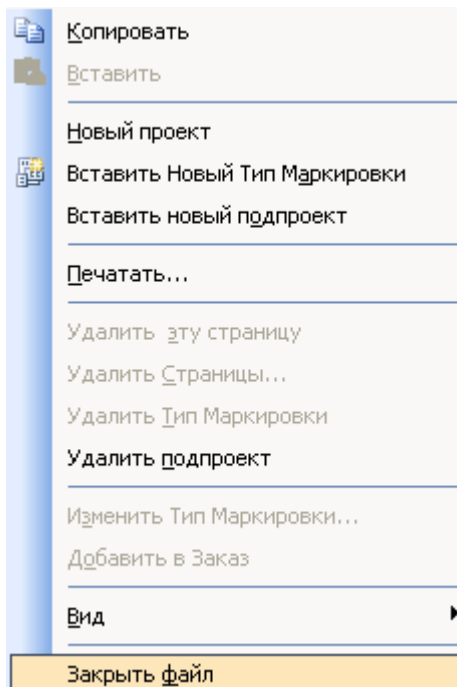 Копировать
Вставить
Новый проект
Вставить Новый Тип Маркировки
Вставить новый подпроект
Печатать...
Удалить эту страницу
Удалить Страницы...
Удалить Тип Маркировки
Удалить подпроект
Изменить Тип Маркировки...
Добавить в Заказ
Вид
Закрыть файл